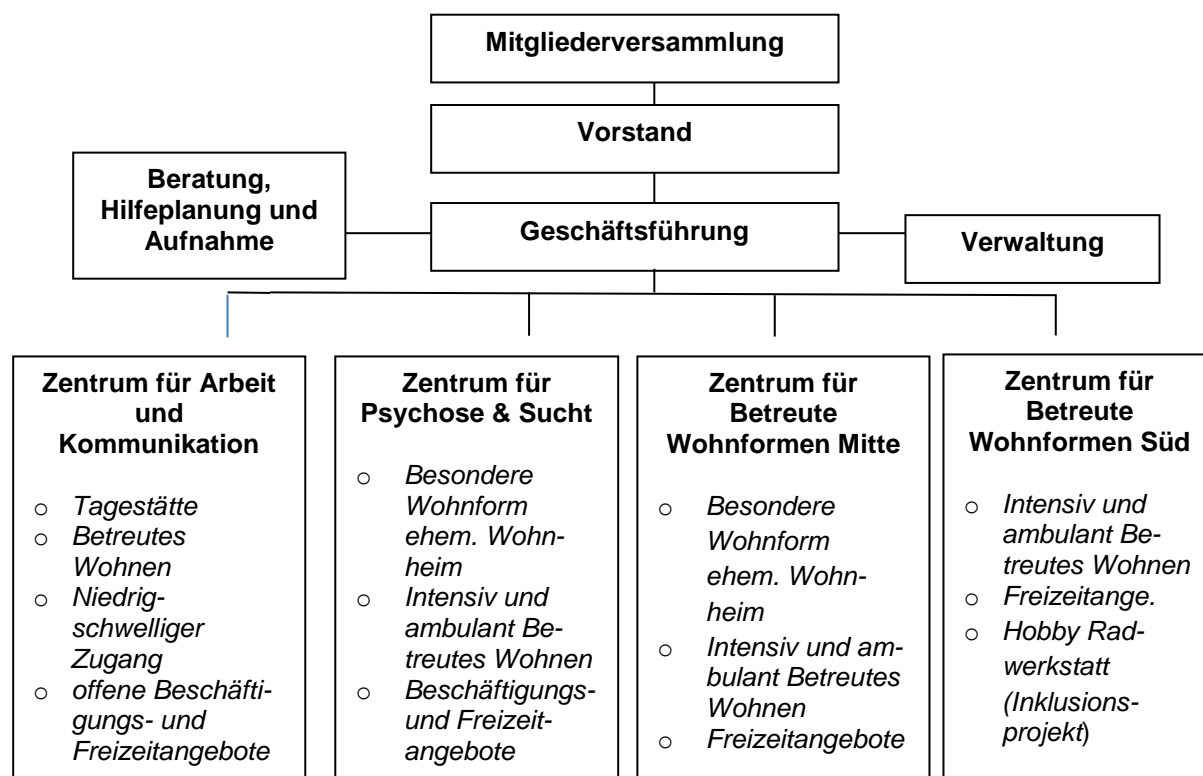 Mitgliederversammlung
Vorstand
Beratung,
Hilfeplanung und
Aufnahme
Geschäftsführung
Verwaltung
Zentrum für Arbeit
und
Kommunikation
o Tagestätte
o Betreutes
Wohnen
o Niedrig-
schwelliger
Zugang
o offene Beschäfti-
gungs- und
Freizeitangebote
Zentrum für
Psychose & Sucht
o Besondere
Wohnform
ehem. Wohn-
heim
o Intensiv und
ambulant Be-
treutes Wohnen
o Beschäftigungs-
und Freizeit-
angebote
Zentrum für
Betreute
Wohnformen Mitte
o Besondere
Wohnform
ehem. Wohn-
heim
o Intensiv und am-
bulant Betreutes
Wohnen
o Freizeitangebote
Zentrum für
Betreute
Wohnformen Süd
o Intensiv und
ambulant Be-
treutes Wohnen
o Freizeitange.
o Hobby Rad-
werkstatt
(Inklusions-
projekt)